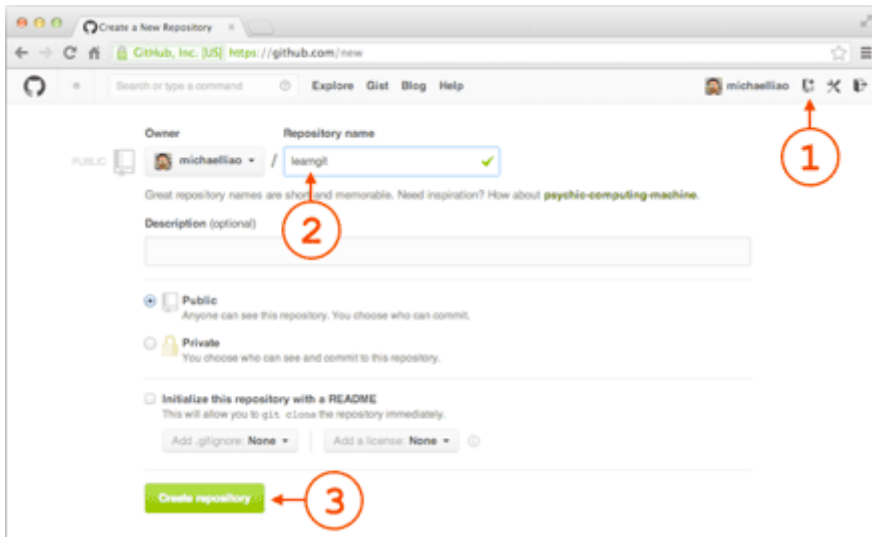 Create a New Repository
GitHub, Inc. [US] https://github.com/new
Search or type a command Explore Gist Blog Help michaelliao
1
Owner Repository name
PUBLIC michaelliao / learngit
Great repository names are short and memorable. Need inspiration? How about psychic-computing-machine.
2
Description (optional)
Public
Anyone can see this repository. You choose who can commit.
Private
You choose who can see and commit to this repository.
Initialize this repository with a README
This will allow you to git clone the repository immediately.
Add .gitignore: None Add a license: None
Create repository 3